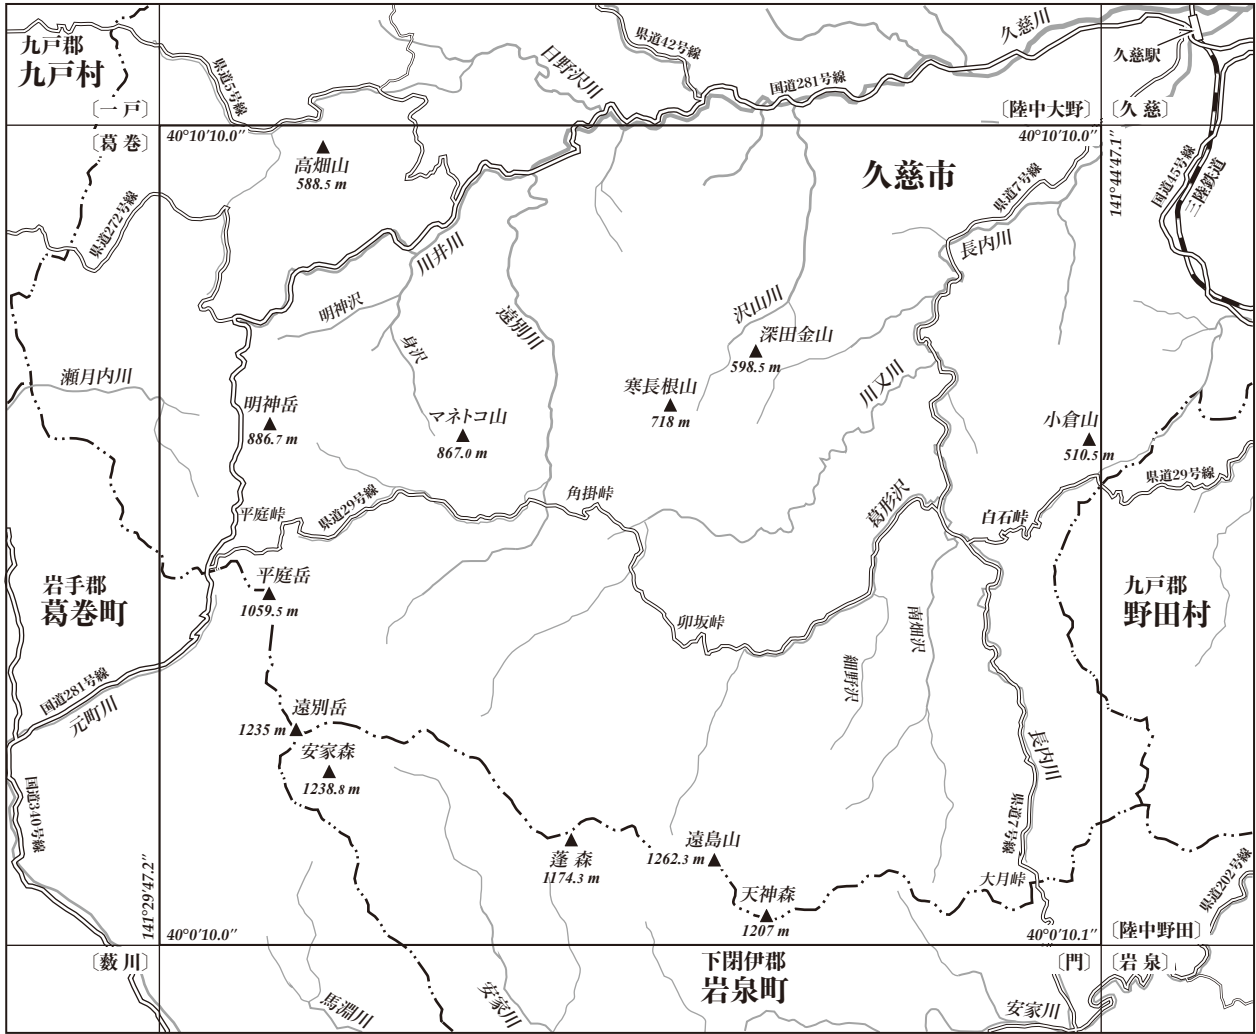 九戸郡
九戸村
〔一戸〕
県道5号線
臼野沢川
県道42号線
国道281号線
久慈川
久慈駅
〔陸中大野〕
〔久慈〕
〔葛巻〕
40°10′10.0″
40°10′10.0″
141°44′47.1″
高畑山
588.5 m
久慈市
県道7号線
国道45号線
三陸鉄道
県道272号線
川井川
長内川
明神沢
遠別川
沢山川
身沢
深田金山
598.5 m
瀬月内川
川又川
寒長根山
718 m
明神岳
886.7 m
マネトコ山
867.0 m
小倉山
510.5 m
県道29号線
県道29号線
平庭峠
角掛峠
葛形沢
白石峠
岩手郡
葛巻町
平庭岳
1059.5 m
九戸郡
野田村
卯坂峠
南畑沢
細野沢
国道281号線
元町川
遠別岳
1235 m
安家森
1238.8 m
長内川
国道340号線
県道7号線
遠島山
1262.3 m
蓬森
1174.3 m
大月峠
天神森
1207 m
県道202号線
141°29′47.2″
40°0′10.0″
40°0′10.1″
〔陸中野田〕
〔薮川〕
下閉伊郡
岩泉町
〔門〕
〔岩泉〕
馬淵川
安家川
安家川